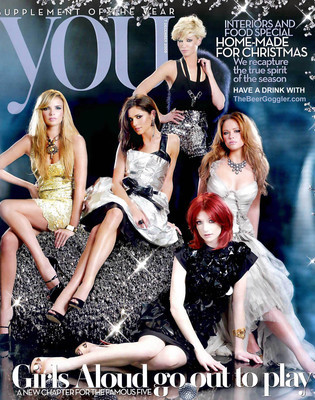 SUPPLEMENT OF THE YEAR
you
INTERIORS AND
FOOD SPECIAL
HOME-MADE
FOR CHRISTMAS
We recapture
the true spirit
of the season
HAVE A DRINK WITH
TheBeerGoggler.com
Girls Aloud go out to play
A NEW CHAPTER FOR THE FAMOUS FIVE